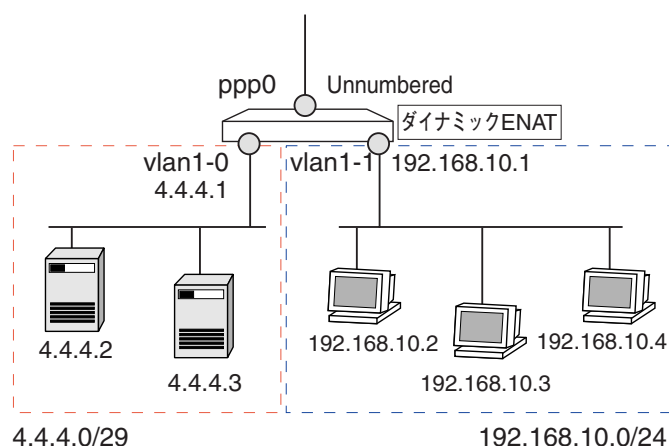 ppp0
Unnumbered
ダイナミックENAT
vlan1-0
4.4.4.1
vlan1-1
192.168.10.1
4.4.4.2
4.4.4.3
192.168.10.2
192.168.10.3
192.168.10.4
4.4.4.0/29
192.168.10.0/24